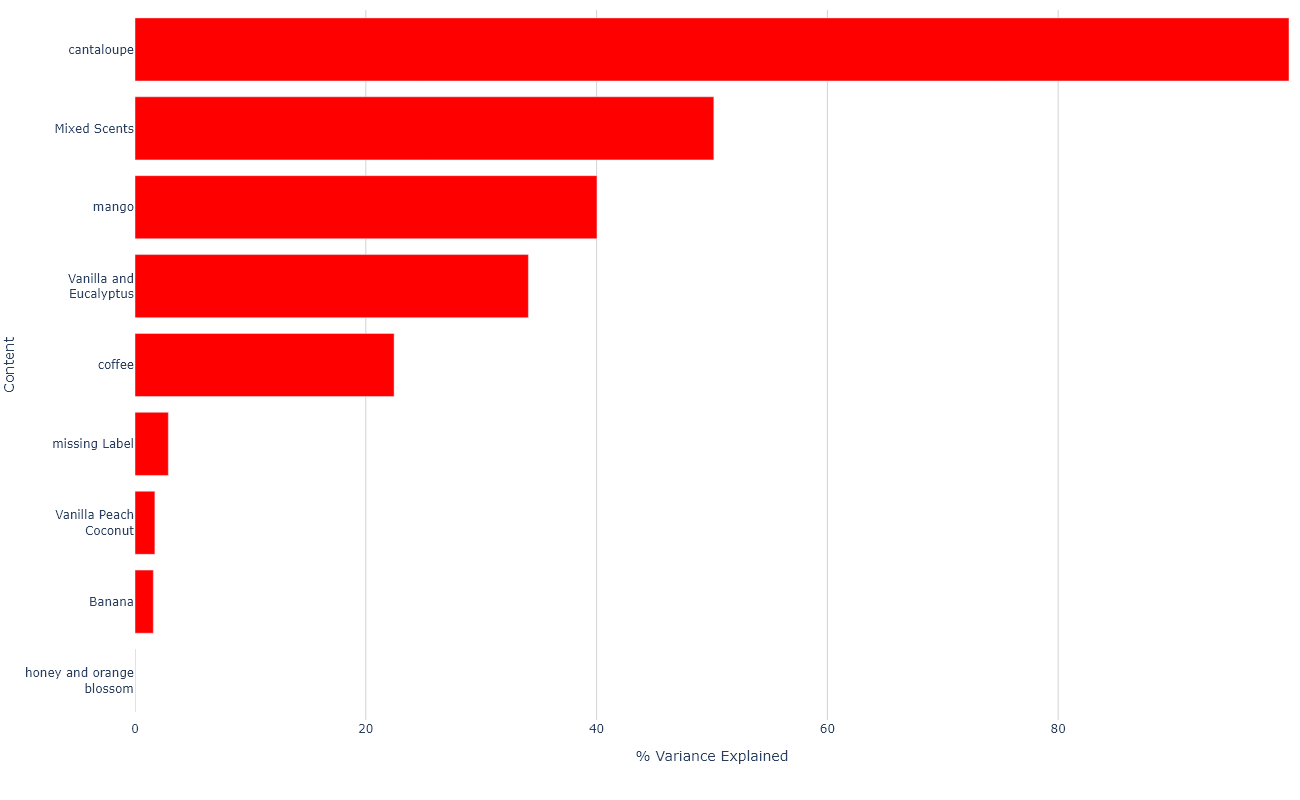 cantaloupe
Mixed Scents
mango
Vanilla and
Eucalyptus
coffee
missing Label
Vanilla Peach
Coconut
Banana
honey and orange
blossom
Content
0 20 40 60 80
% Variance Explained